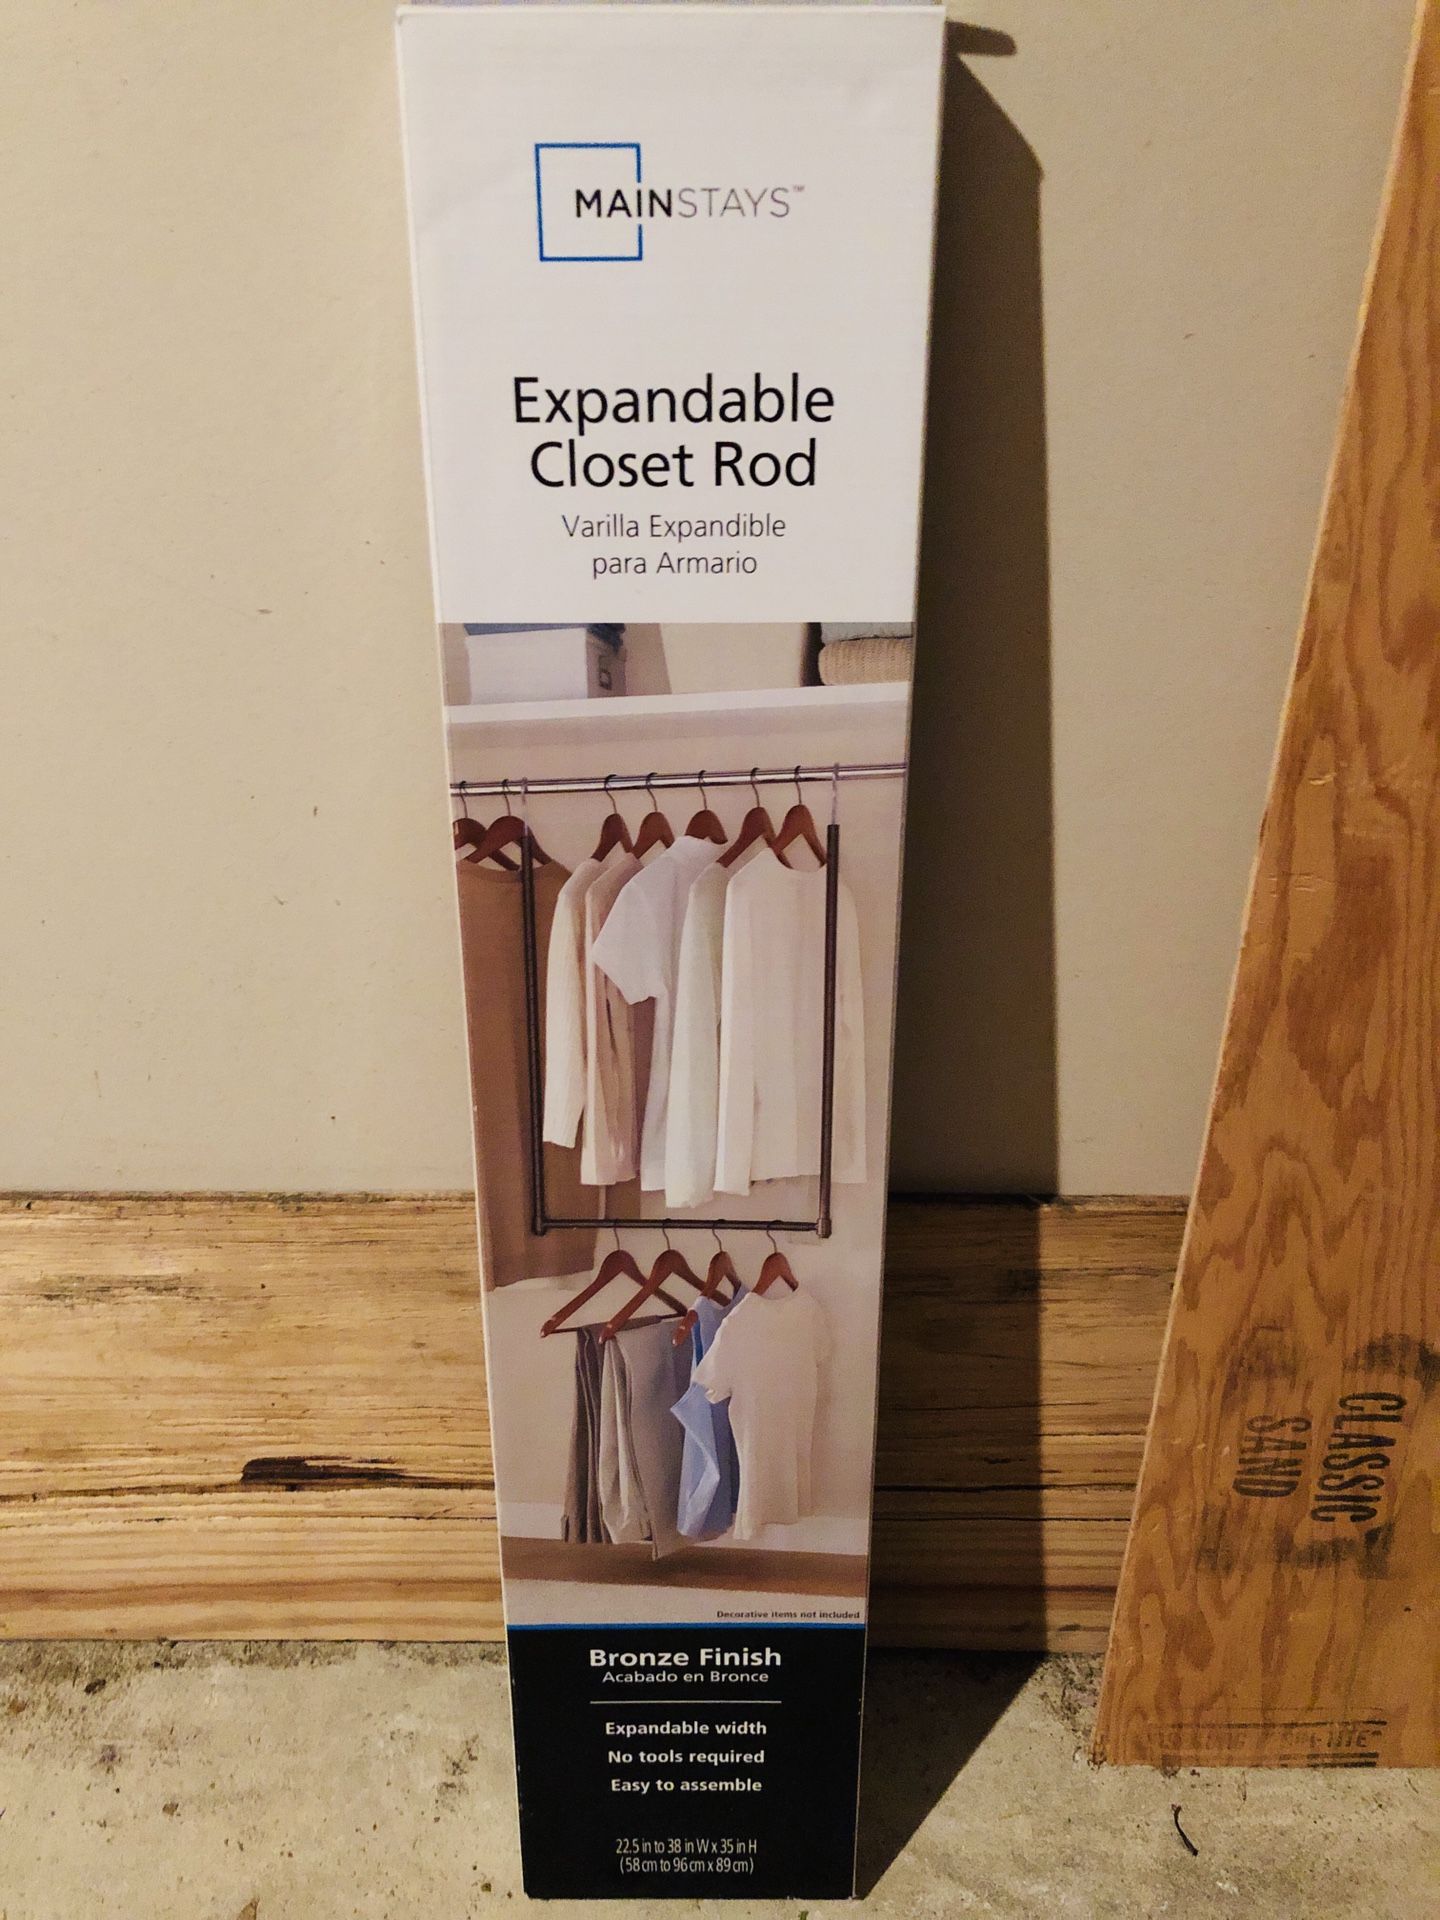 MAINSTAYS™
Expandable
Closet Rod
Varilla Expandible
para Armario
Decorative items not included
Bronze Finish
Acabado en Bronce
Expandable width
No tools required
Easy to assemble
22.5 in to 38 in W x 35 in H
(58 cm to 96 cm x 89 cm)
CLASSIC
SAND